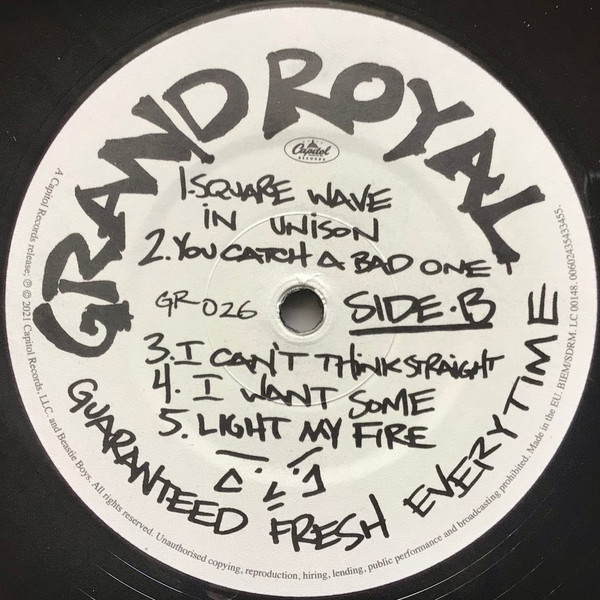 GRAND ROYAL
Capitol
RECORDS
1. SQUARE WAVE
IN UNISON
2. YOU CATCH A BAD ONE
GR026
SIDE·B
3. I CAN'T THINK STRAIGHT
4. I WANT SOME
5. LIGHT MY FIRE
GUARANTEED FRESH EVERYTIME
A Capitol Records release; ℗ © 2021 Capitol Records, LLC. and Beastie Boys. All rights reserved. Unauthorised copying, reproduction, hiring, lending, public performance and broadcasting prohibited. Made in the EU. BIEM/SDRM. LC 00148. 00602435433455.